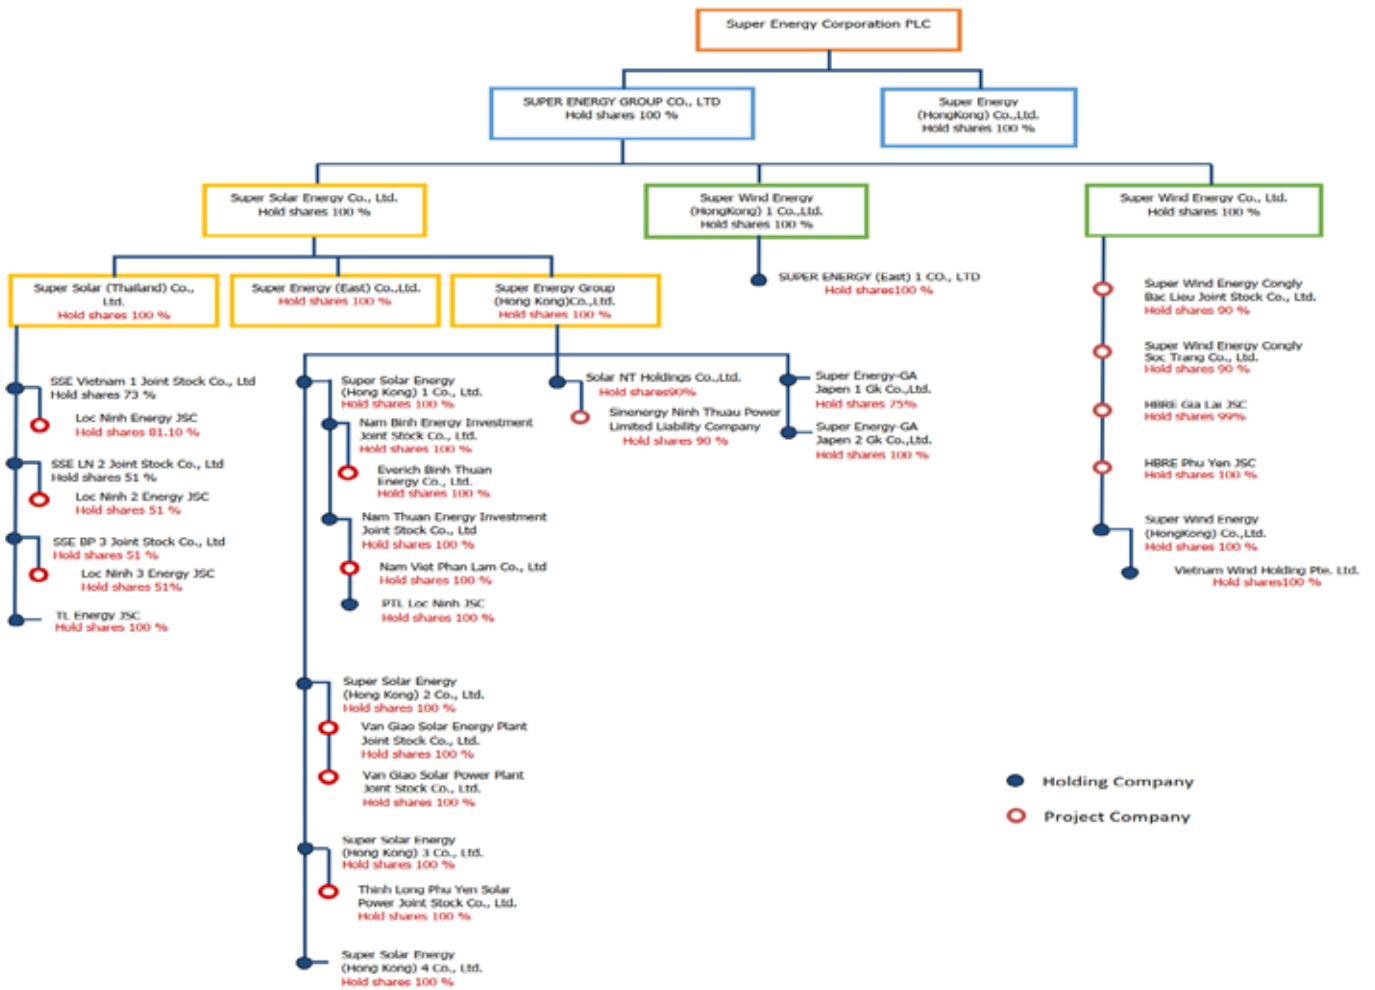 Super Energy Corporation PLC
SUPER ENERGY GROUP CO., LTD
Hold shares 100 %
Super Energy
(HongKong) Co.,Ltd.
Hold shares 100 %
Super Solar Energy Co., Ltd.
Hold shares 100 %
Super Wind Energy
(HongKong) 1 Co.,Ltd.
Hold shares 100 %
Super Wind Energy Co., Ltd.
Hold shares 100 %
Super Solar (Thailand) Co.,
Ltd.
Hold shares 100 %
Super Energy (East) Co.,Ltd.
Hold shares 100 %
Super Energy Group
(Hong Kong)Co.,Ltd.
Hold shares 100 %
SUPER ENERGY (East) 1 CO., LTD
Hold shares100 %
SSE Vietnam 1 Joint Stock Co., Ltd
Hold shares 73 %
Loc Ninh Energy JSC
Hold shares 81.10 %
SSE LN 2 Joint Stock Co., Ltd
Hold shares 51 %
Loc Ninh 2 Energy JSC
Hold shares 51 %
SSE BP 3 Joint Stock Co., Ltd
Hold shares 51 %
Loc Ninh 3 Energy JSC
Hold shares 51%
TL Energy JSC
Hold shares 100 %
Super Solar Energy
(Hong Kong) 1 Co., Ltd.
Hold shares 100 %
Nam Binh Energy Investment
Joint Stock Co., Ltd.
Hold shares 100 %
Everich Binh Thuan
Energy Co., Ltd.
Hold shares 100 %
Nam Thuan Energy Investment
Joint Stock Co., Ltd
Hold shares 100 %
Nam Viet Phan Lam Co., Ltd
Hold shares 100 %
PTL Loc Ninh JSC
Hold shares 100 %
Super Solar Energy
(Hong Kong) 2 Co., Ltd.
Hold shares 100 %
Van Giao Solar Energy Plant
Joint Stock Co., Ltd.
Hold shares 100 %
Van Giao Solar Power Plant
Joint Stock Co., Ltd.
Hold shares 100 %
Super Solar Energy
(Hong Kong) 3 Co., Ltd.
Hold shares 100 %
Thinh Long Phu Yen Solar
Power Joint Stock Co., Ltd.
Hold shares 100 %
Super Solar Energy
(Hong Kong) 4 Co., Ltd.
Hold shares 100 %
Solar NT Holdings Co.,Ltd.
Hold shares90%
Sinenergy Ninh Thuau Power
Limited Liability Company
Hold shares 90 %
Super Energy-GA
Japen 1 Gk Co.,Ltd.
Hold shares 75%
Super Energy-GA
Japen 2 Gk Co.,Ltd.
Hold shares 100 %
Super Wind Energy Congly
Bac Lieu Joint Stock Co., Ltd.
Hold shares 90 %
Super Wind Energy Congly
Soc Trang Co., Ltd.
Hold shares 90 %
HBRE Gia Lai JSC
Hold shares 99%
HBRE Phu Yen JSC
Hold shares 100 %
Super Wind Energy
(HongKong) Co., Ltd.
Hold shares 100 %
Vietnam Wind Holding Pte. Ltd.
Hold shares100 %
Holding Company
Project Company